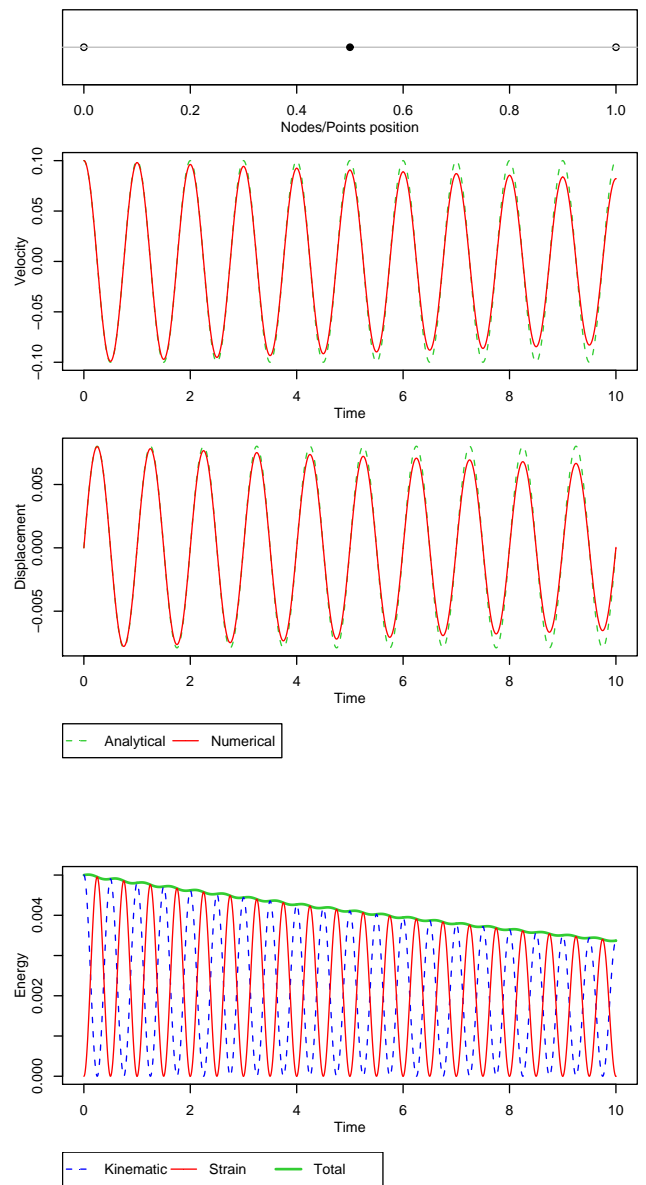 0.0 0.2 0.4 0.6 0.8 1.0
Nodes/Points position
Velocity
0.10
0.05
0.00
−0.05
−0.10
0 2 4 6 8 10
Time
Displacement
0.005
0.000
−0.005
0 2 4 6 8 10
Time
Analytical Numerical
Energy
0.004
0.002
0.000
0 2 4 6 8 10
Time
Kinematic Strain Total